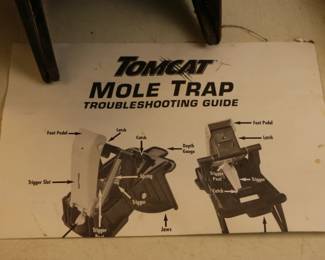 TOMCAT
MOLE TRAP
TROUBLESHOOTING GUIDE
Foot Pedal
Latch
Catch
Depth
Gauge
Foot Pedal
Latch
Trigger Slot
Spring
Trigger
Post
Catch
Trigger
Trigger
Jaws